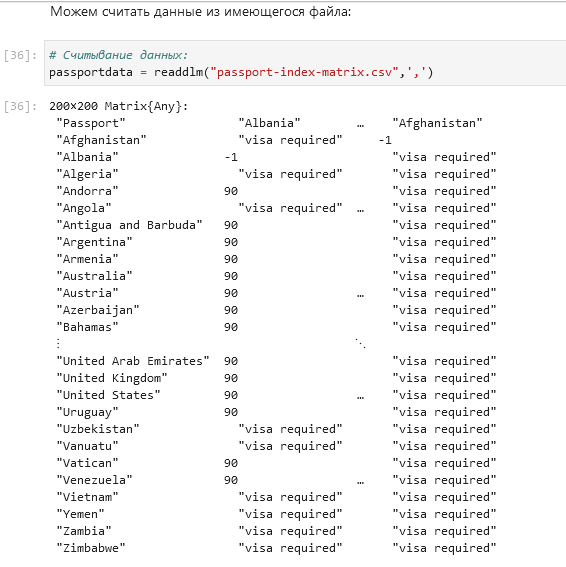 Можем считать данные из имеющегося файла:
[36]: # Считывание данных:
passportdata = readdlm("passport-index-matrix.csv",',')
[36]: 200×200 Matrix{Any}:
"Passport" "Albania" … "Afghanistan"
"Afghanistan" "visa required" -1
"Albania" -1 "visa required"
"Algeria" "visa required" "visa required"
"Andorra" 90 "visa required"
"Angola" "visa required" … "visa required"
"Antigua and Barbuda" 90 "visa required"
"Argentina" 90 "visa required"
"Armenia" 90 "visa required"
"Australia" 90 "visa required"
"Austria" 90 … "visa required"
"Azerbaijan" 90 "visa required"
"Bahamas" 90 "visa required"
⋮ ⋱
"United Arab Emirates" 90 "visa required"
"United Kingdom" 90 "visa required"
"United States" 90 … "visa required"
"Uruguay" 90 "visa required"
"Uzbekistan" "visa required" "visa required"
"Vanuatu" "visa required" "visa required"
"Vatican" 90 "visa required"
"Venezuela" 90 … "visa required"
"Vietnam" "visa required" "visa required"
"Yemen" "visa required" "visa required"
"Zambia" "visa required" "visa required"
"Zimbabwe" "visa required" "visa required"